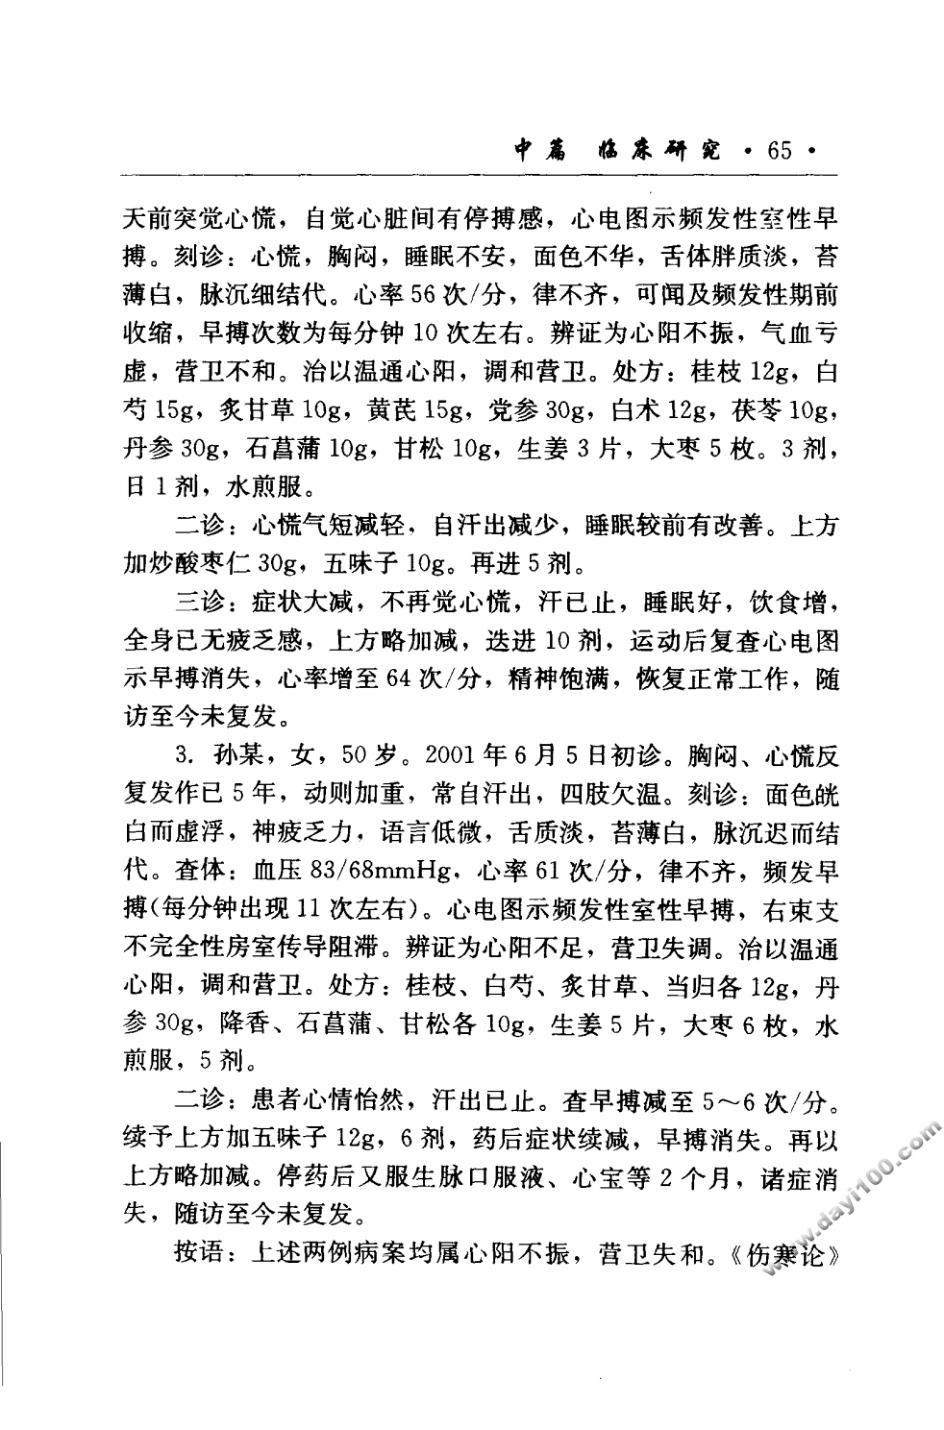 中篇 临床研究 · 65 ·
天前突觉心慌，自觉心脏间有停搏感，心电图示频发性室性早
搏。刻诊：心慌，胸闷，睡眠不安，面色不华，舌体胖质淡，苔
薄白，脉沉细结代。心率 56 次/分，律不齐，可闻及频发性期前
收缩，早搏次数为每分钟 10 次左右。辨证为心阳不振，气血亏
虚，营卫不和。治以温通心阳，调和营卫。处方：桂枝 12g，白
芍 15g，炙甘草 10g，黄芪 15g，党参 30g，白术 12g，茯苓 10g，
丹参 30g，石菖蒲 10g，甘松 10g，生姜 3 片，大枣 5 枚。3 剂，
日 1 剂，水煎服。
二诊：心慌气短减轻，自汗出减少，睡眠较前有改善。上方
加炒酸枣仁 30g，五味子 10g。再进 5 剂。
三诊：症状大减，不再觉心慌，汗已止，睡眠好，饮食增，
全身已无疲乏感，上方略加减，迭进 10 剂，运动后复查心电图
示早搏消失，心率增至 64 次/分，精神饱满，恢复正常工作，随
访至今未复发。
3. 孙某，女，50 岁。2001 年 6 月 5 日初诊。胸闷、心慌反
复发作已 5 年，动则加重，常自汗出，四肢欠温。刻诊：面色㿠
白而虚浮，神疲乏力，语言低微，舌质淡，苔薄白，脉沉迟而结
代。查体：血压 83/68mmHg，心率 61 次/分，律不齐，频发早
搏（每分钟出现 11 次左右）。心电图示频发性室性早搏，右束支
不完全性房室传导阻滞。辨证为心阳不足，营卫失调。治以温通
心阳，调和营卫。处方：桂枝、白芍、炙甘草、当归各 12g，丹
参 30g，降香、石菖蒲、甘松各 10g，生姜 5 片，大枣 6 枚，水
煎服，5 剂。
二诊：患者心情怡然，汗出已止。查早搏减至 5～6 次/分。
续予上方加五味子 12g，6 剂，药后症状续减，早搏消失。再以
上方略加减。停药后又服生脉口服液、心宝等 2 个月，诸症消
失，随访至今未复发。
按语：上述两例病案均属心阳不振，营卫失和。《伤寒论》
www.dayi100.com